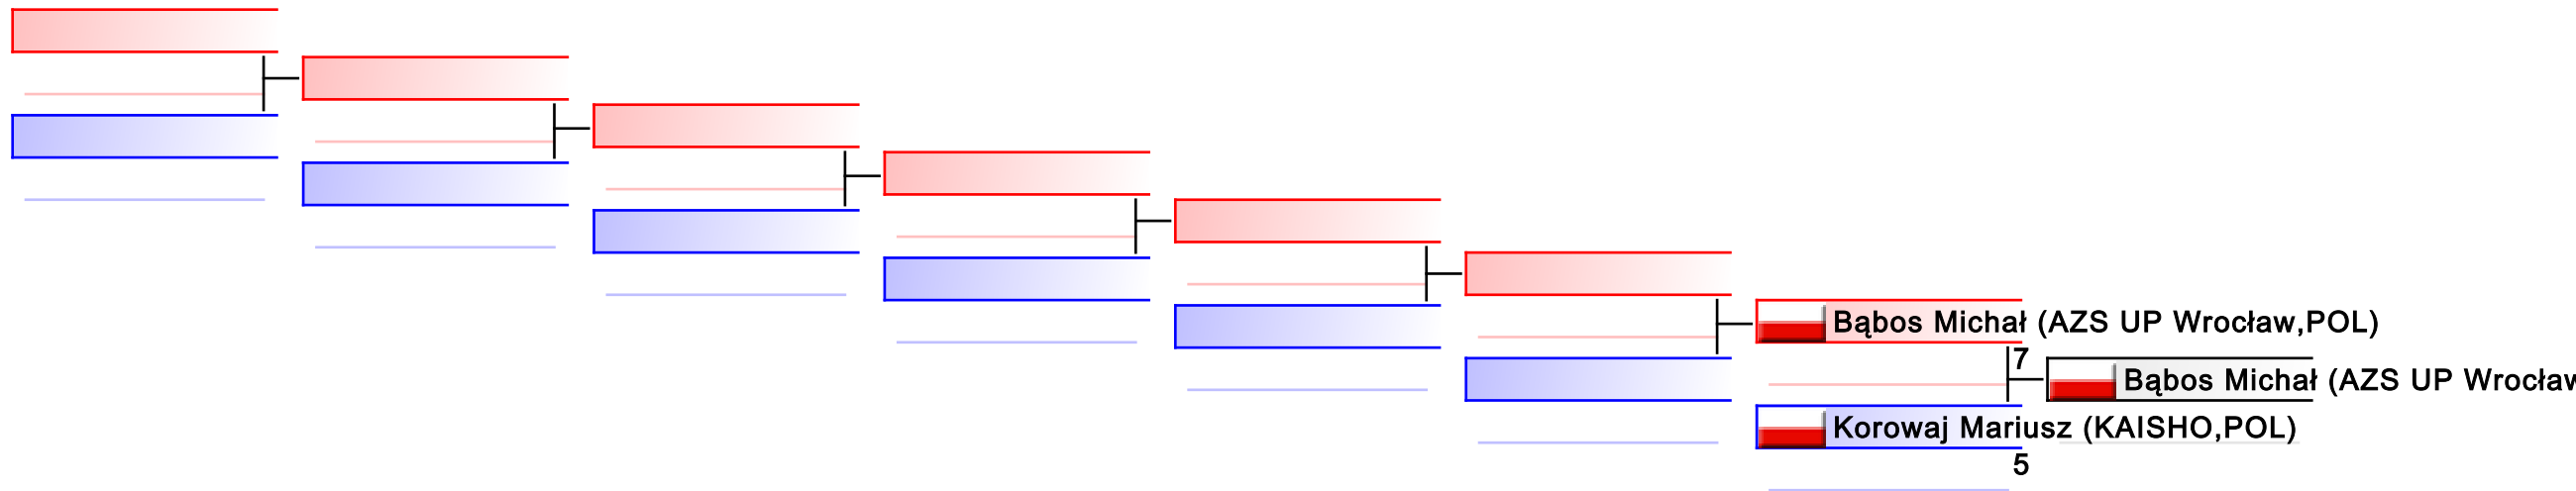 Bąbos Michał (AZS UP Wrocław,POL)
7
Bąbos Michał (AZS UP Wrocław
Korowaj Mariusz (KAISHO,POL)
5